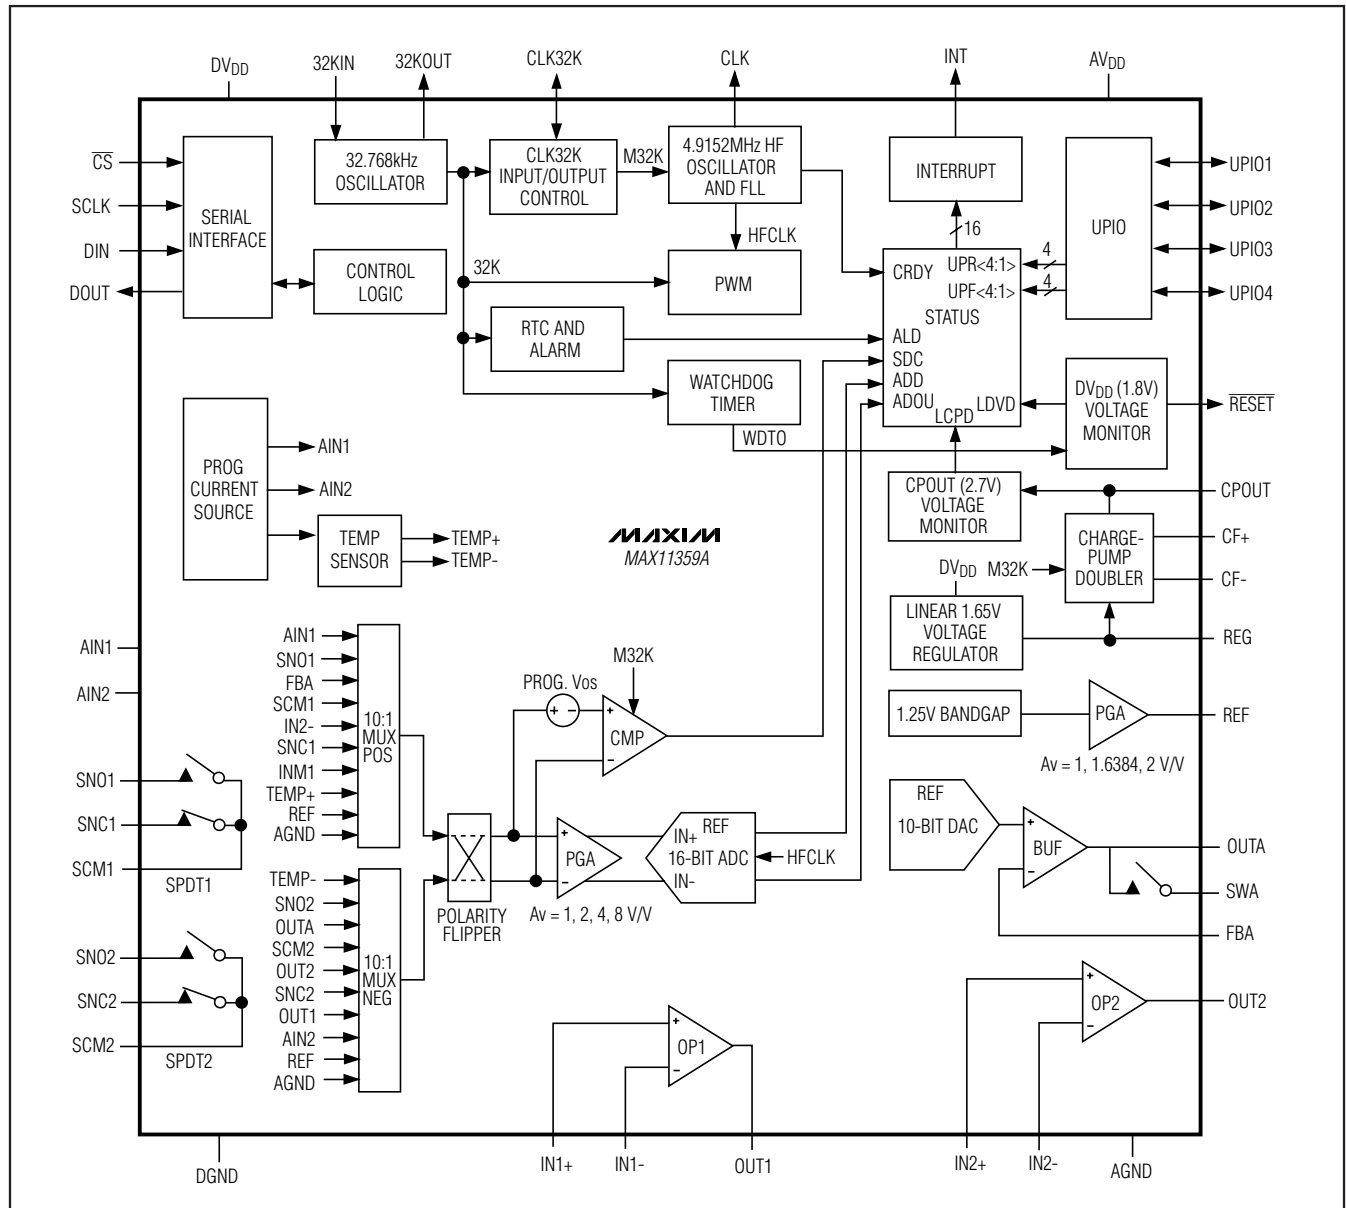 DVDD
32KIN
32KOUT
CLK32K
CLK
INT
AVDD
CS
SCLK
DIN
DOUT
SERIAL
INTERFACE
32.768kHz
OSCILLATOR
CLK32K
INPUT/OUTPUT
CONTROL
M32K
4.9152MHz HF
OSCILLATOR
AND FLL
INTERRUPT
UPIO
UPIO1
UPIO2
UPIO3
UPIO4
CONTROL
LOGIC
32K
HFCLK
PWM
16
CRDY
UPR<4:1>
4
UPF<4:1>
4
STATUS
ALD
SDC
ADD
ADOU
LDVD
LCPD
RTC AND
ALARM
WATCHDOG
TIMER
WDTO
DVDD (1.8V)
VOLTAGE
MONITOR
RESET
PROG
CURRENT
SOURCE
AIN1
AIN2
TEMP
SENSOR
TEMP+
TEMP-
MAXIM
MAX11359A
CPOUT (2.7V)
VOLTAGE
MONITOR
CPOUT
CHARGE-
PUMP
DOUBLER
CF+
CF-
DVDD
M32K
LINEAR 1.65V
VOLTAGE
REGULATOR
REG
1.25V BANDGAP
PGA
REF
Av = 1, 1.6384, 2 V/V
AIN1
AIN2
SNO1
SNC1
SCM1
SPDT1
SNO2
SNC2
SCM2
SPDT2
AIN1
SNO1
FBA
SCM1
IN2-
SNC1
INM1
TEMP+
REF
AGND
10:1
MUX
POS
TEMP-
SNO2
OUTA
SCM2
OUT2
SNC2
OUT1
AIN2
REF
AGND
10:1
MUX
NEG
POLARITY
FLIPPER
PROG. Vos
+ -
M32K
+
CMP
-
+
PGA
-
Av = 1, 2, 4, 8 V/V
IN+
REF
16-BIT ADC
IN-
HFCLK
REF
10-BIT DAC
+
BUF
-
OUTA
SWA
FBA
+
OP1
-
+
OP2
-
OUT2
DGND
IN1+
IN1-
OUT1
IN2+
IN2-
AGND